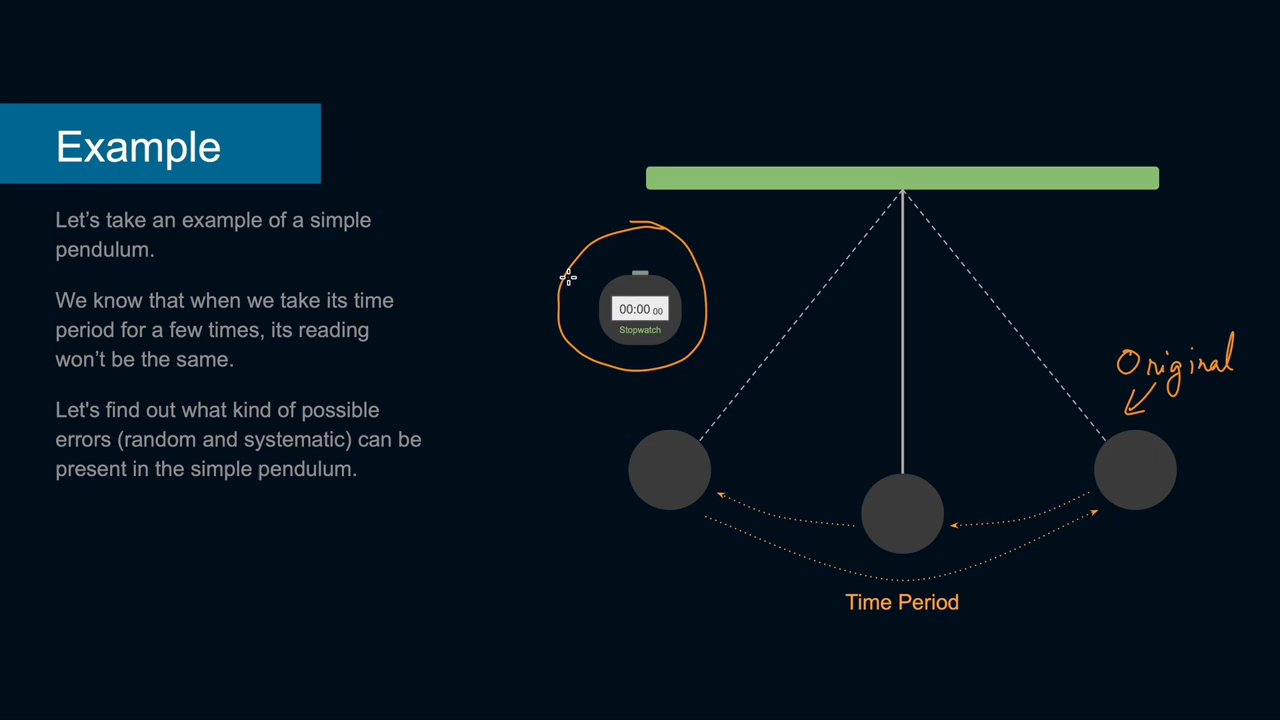 Example
Let’s take an example of a simple
pendulum.
We know that when we take its time
period for a few times, its reading
won’t be the same.
Let's find out what kind of possible
errors (random and systematic) can be
present in the simple pendulum.
00:00 00
Stopwatch
Original
Time Period